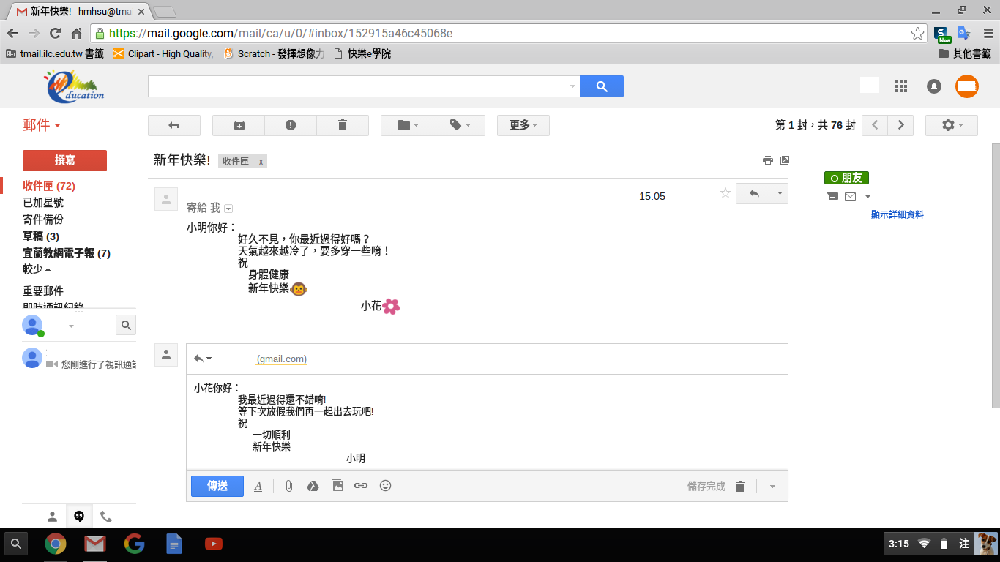 新年快樂! - hmhsu@tma
https://mail.google.com/mail/ca/u/0/#inbox/152915a46c45068e
New
tmail.ilc.edu.tw 書籤 Clipart - High Quality, Scratch - 發揮想像力 快樂e學院 其他書籤
ducation
郵件 更多 第 1 封，共 76 封
撰寫
新年快樂! 收件匣 x
收件匣 (72)
已加星號
寄件備份
草稿 (3)
宜蘭教網電子報 (7)
較少
重要郵件
即時通訊紀錄
您剛進行了視訊通話
15:05
寄給 我
小明你好：
好久不見，你最近過得好嗎？
天氣越來越冷了，要多穿一些唷！
祝
身體健康
新年快樂🐵
小花🌸
(gmail.com)
小花你好：
我最近過得還不錯唷!
等下次放假我們再一起出去玩吧!
祝
一切順利
新年快樂
小明
傳送 A 儲存完成
朋友
顯示詳細資料
3:15 注